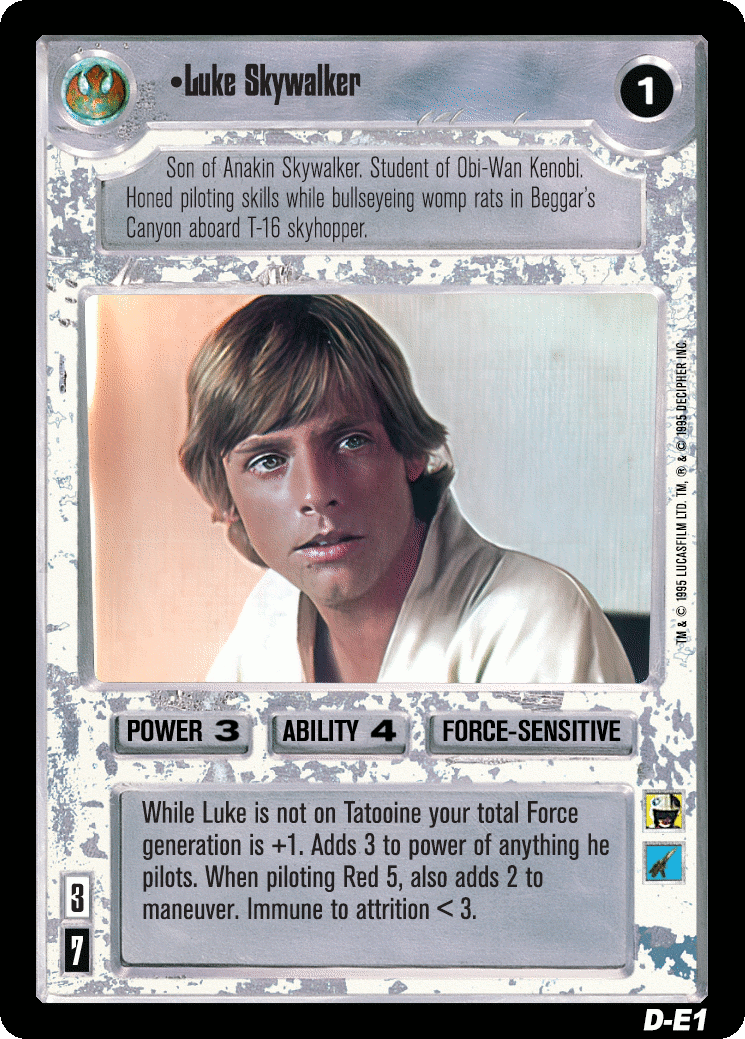 •Luke Skywalker
1
Son of Anakin Skywalker. Student of Obi-Wan Kenobi.
Honed piloting skills while bullseyeing womp rats in Beggar's
Canyon aboard T-16 skyhopper.
TM & © 1995 LUCASFILM LTD. TM, ® & © 1995 DECIPHER INC.
POWER 3
ABILITY 4
FORCE-SENSITIVE
While Luke is not on Tatooine your total Force
generation is +1. Adds 3 to power of anything he
pilots. When piloting Red 5, also adds 2 to
maneuver. Immune to attrition < 3.
3
7
D-E1